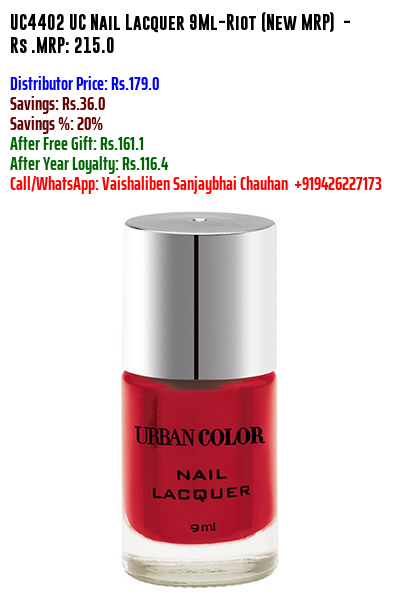 UC4402 UC Nail Lacquer 9Ml-Riot (New MRP) -
Rs .MRP: 215.0
Distributor Price: Rs.179.0
Savings: Rs.36.0
Savings %: 20%
After Free Gift: Rs.161.1
After Year Loyalty: Rs.116.4
Call/WhatsApp: Vaishaliben Sanjaybhai Chauhan +919426227173
URBAN COLOR
NAIL
LACQUER
9ml